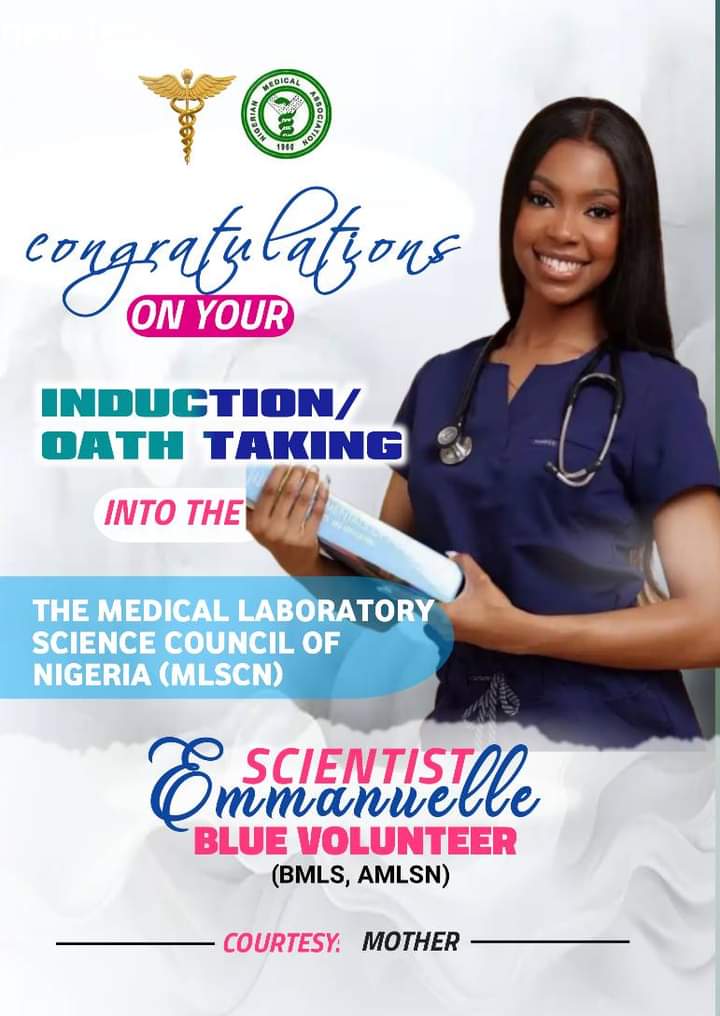 NIGERIAN MEDICAL ASSOCIATION
1960
congratulations
ON YOUR
INDUCTION/
OATH TAKING
INTO THE
THE MEDICAL LABORATORY
SCIENCE COUNCIL OF
NIGERIA (MLSCN)
SCIENTIST
Emmanuelle
BLUE VOLUNTEER
(BMLS, AMLSN)
COURTESY: MOTHER